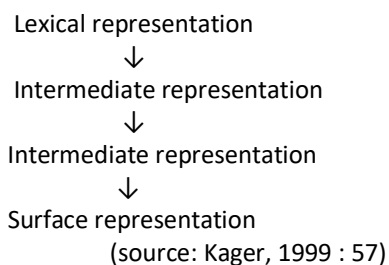 Lexical representation
↓
Intermediate representation
↓
Intermediate representation
↓
Surface representation
(source: Kager, 1999 : 57)